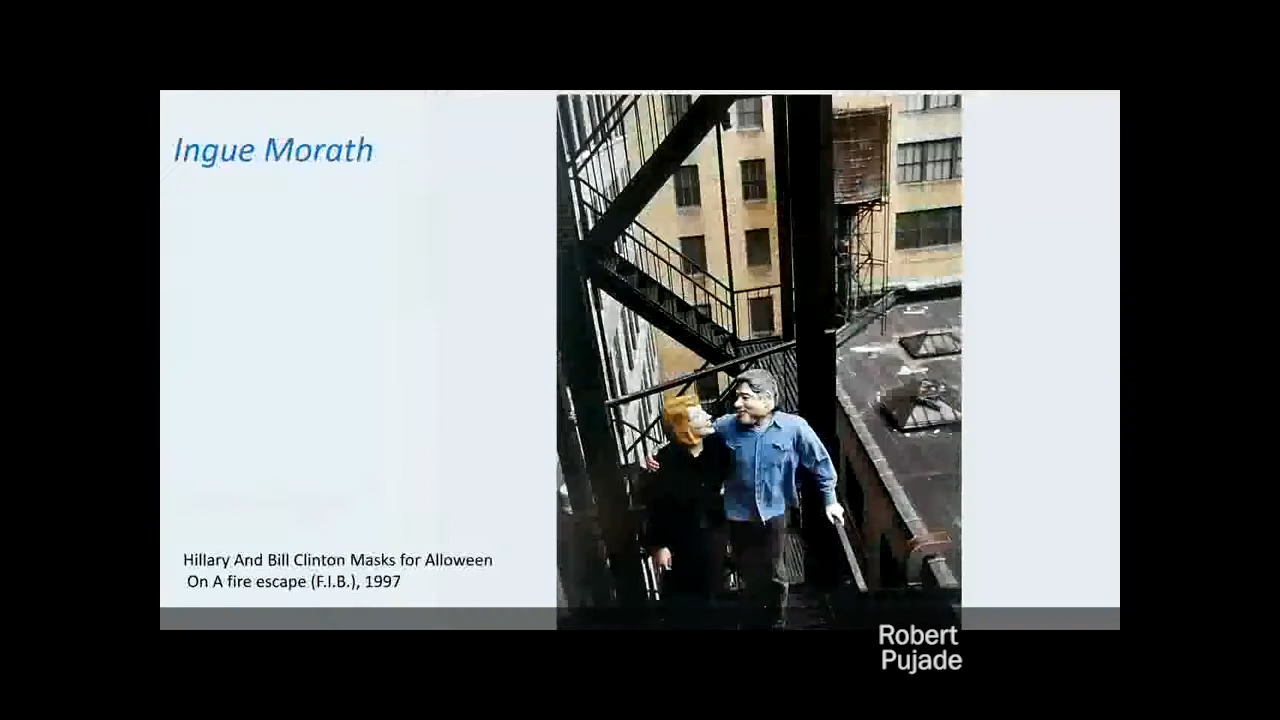 Ingue Morath
Hillary And Bill Clinton Masks for Alloween
On A fire escape (F.I.B.), 1997
Robert
Pujade